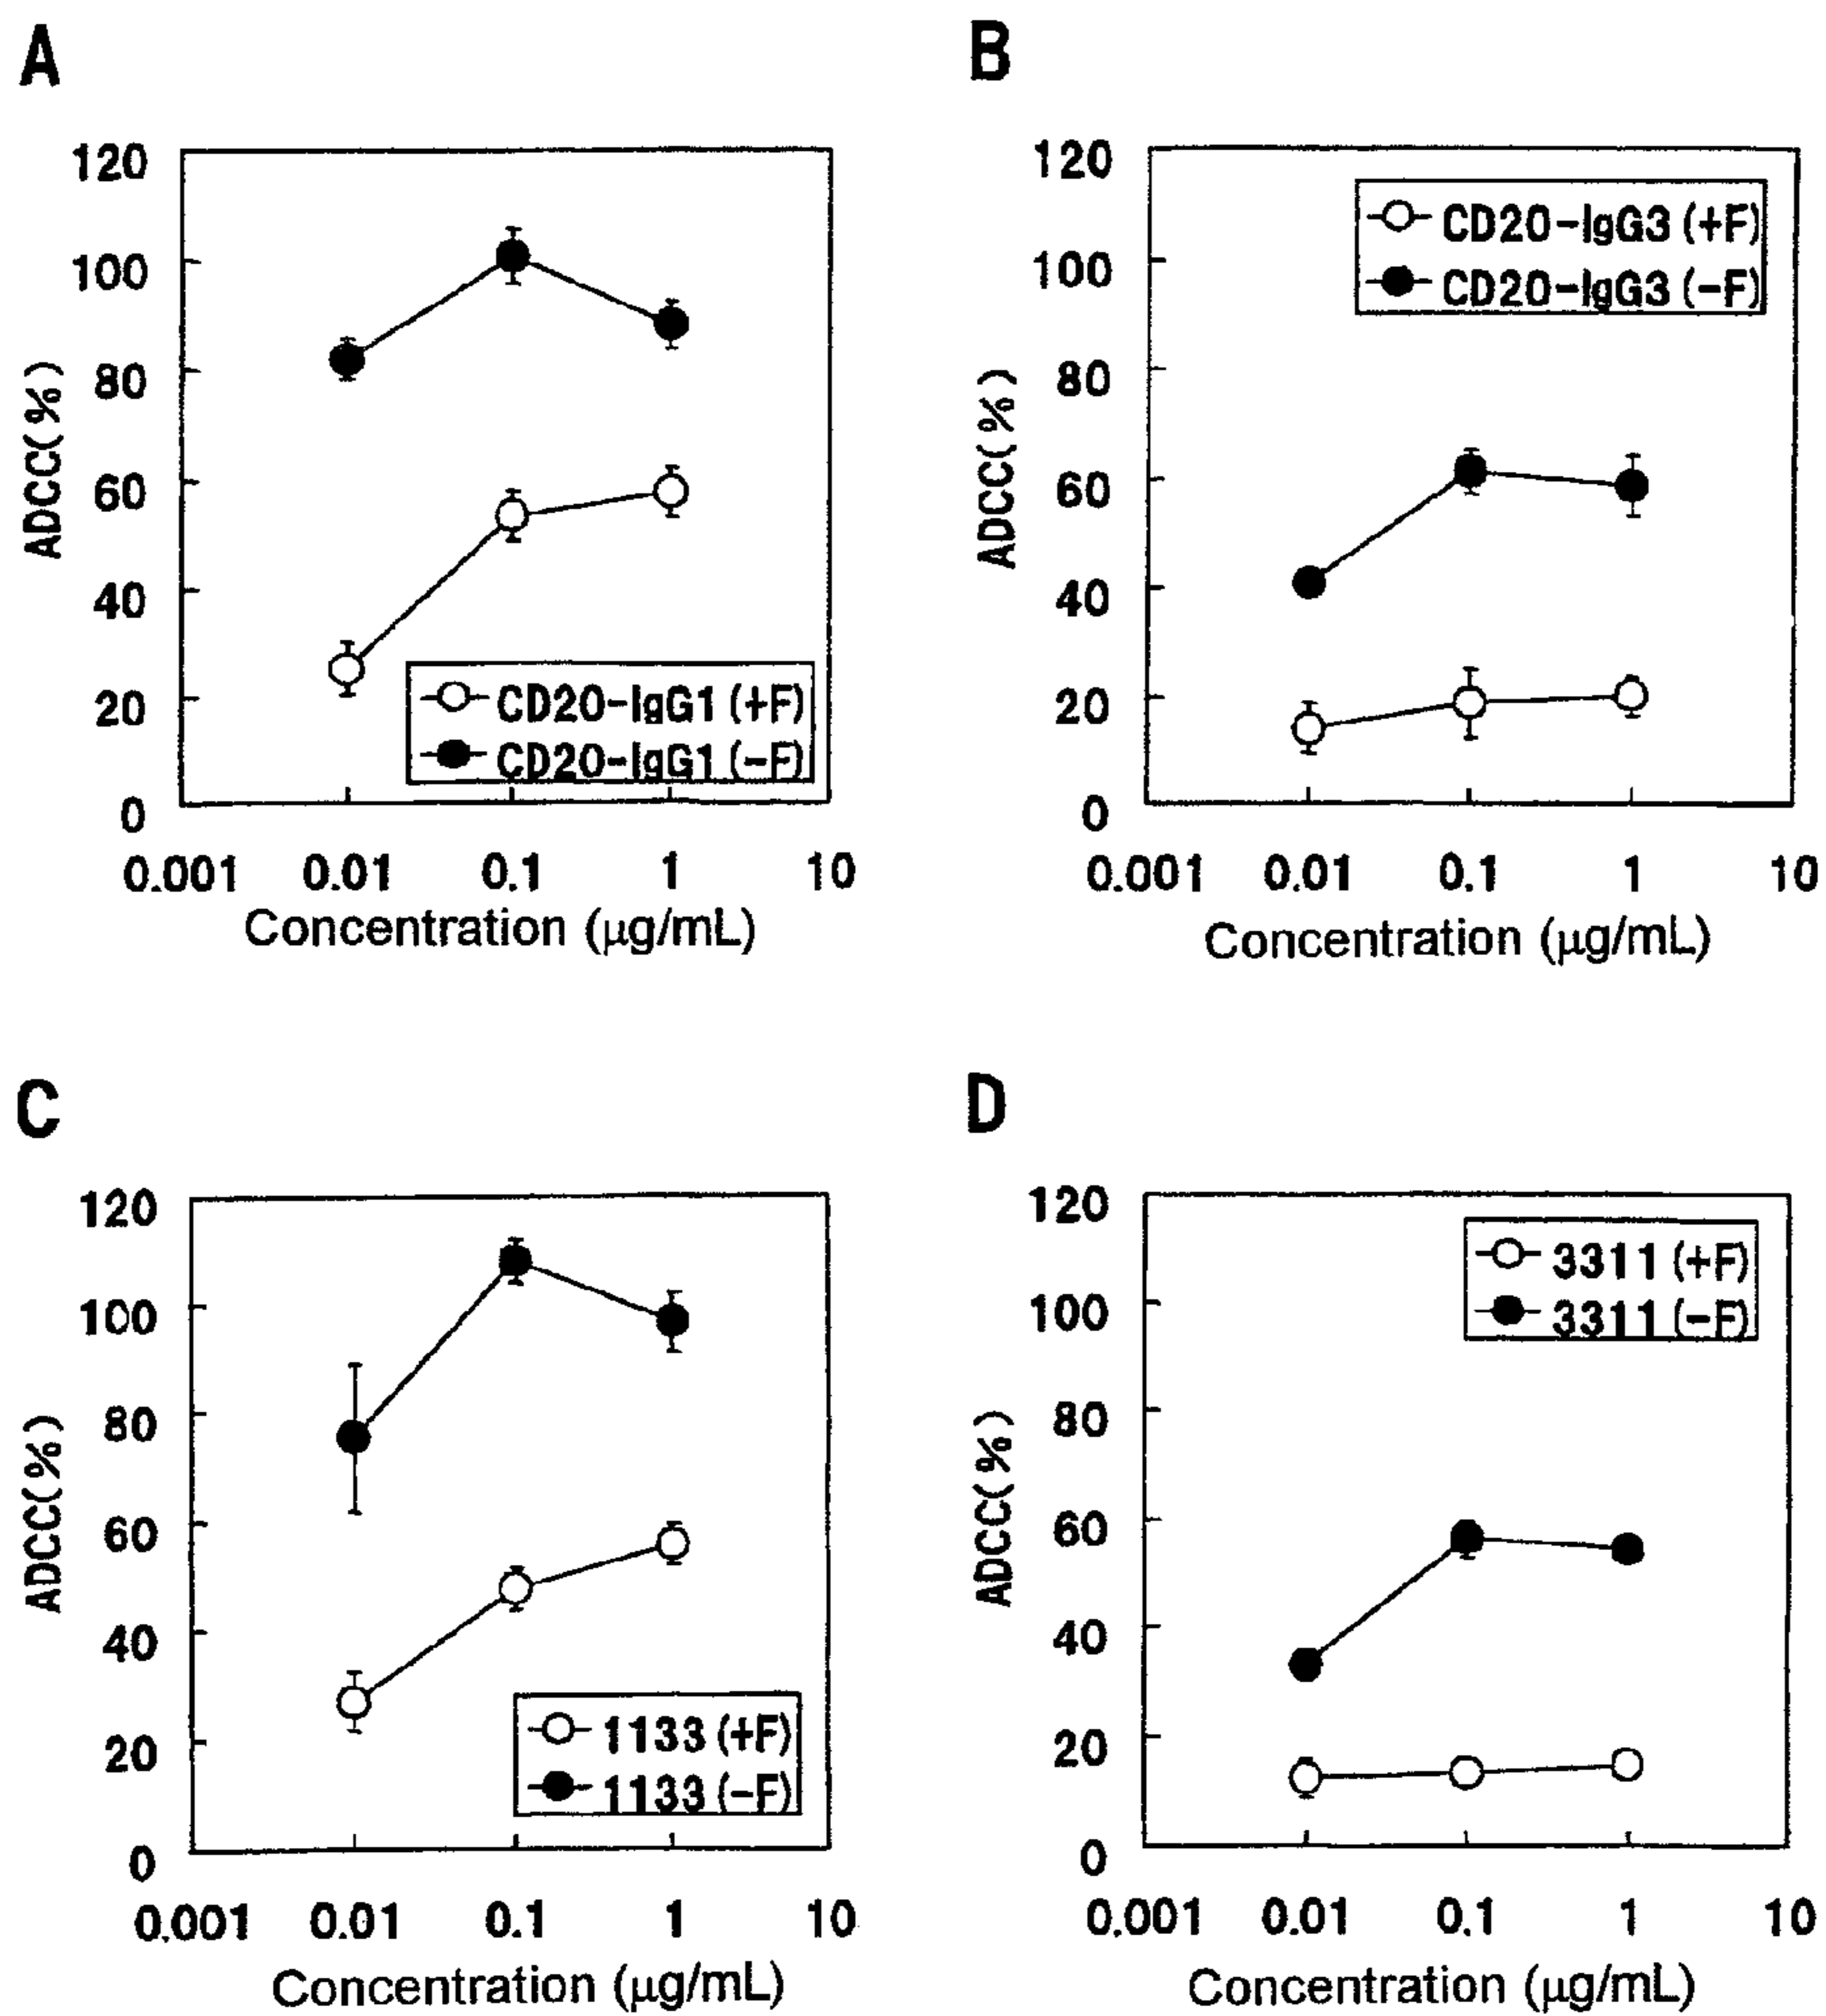 A
120
100
80
60
40
20
0
ADCC(%)
CD20-IgG1 (+F)
CD20-IgG1 (-F)
0.001 0.01 0.1 1 10
Concentration (µg/mL)
B
120
100
80
60
40
20
0
ADCC(%)
CD20-IgG3 (+F)
CD20-IgG3 (-F)
0.001 0.01 0.1 1 10
Concentration (µg/mL)
C
120
100
80
60
40
20
0
ADCC(%)
1133 (+F)
1133 (-F)
0.001 0.01 0.1 1 10
Concentration (µg/mL)
D
120
100
80
60
40
20
0
ADCC(%)
3311 (+F)
3311 (-F)
0.001 0.01 0.1 1 10
Concentration (µg/mL)